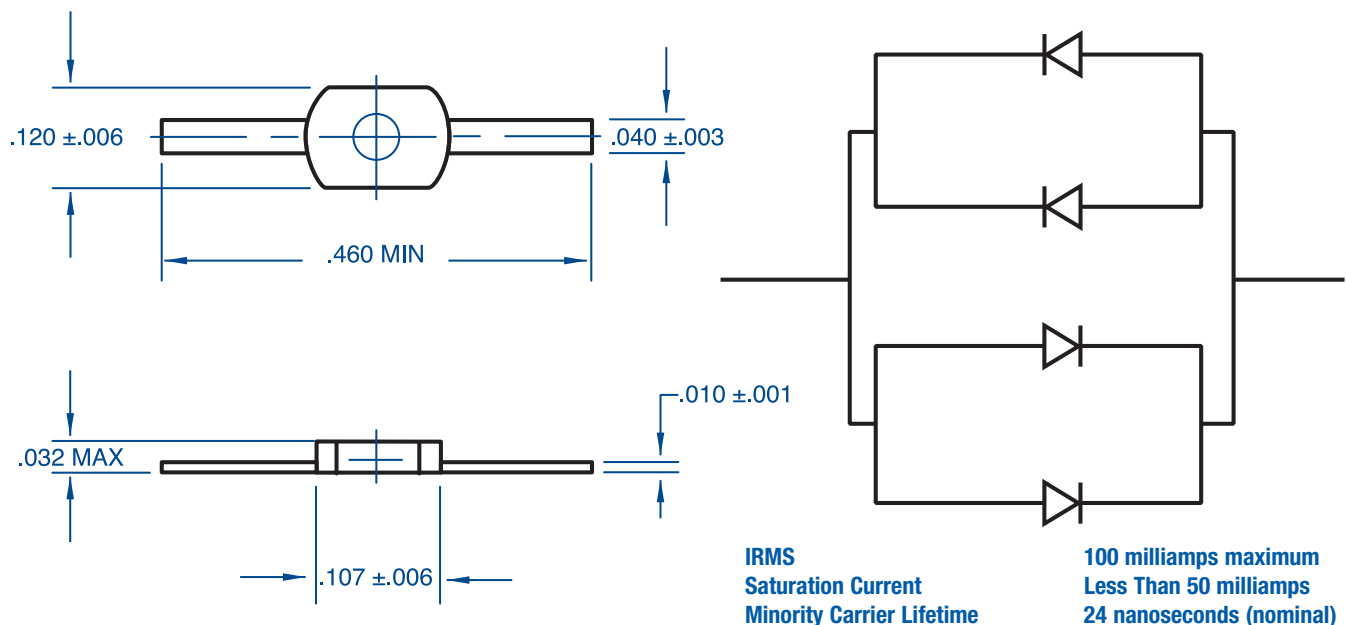 .120 ±.006
.040 ±.003
.460 MIN
.010 ±.001
.032 MAX
.107 ±.006
IRMS 100 milliamps maximum
Saturation Current Less Than 50 milliamps
Minority Carrier Lifetime 24 nanoseconds (nominal)